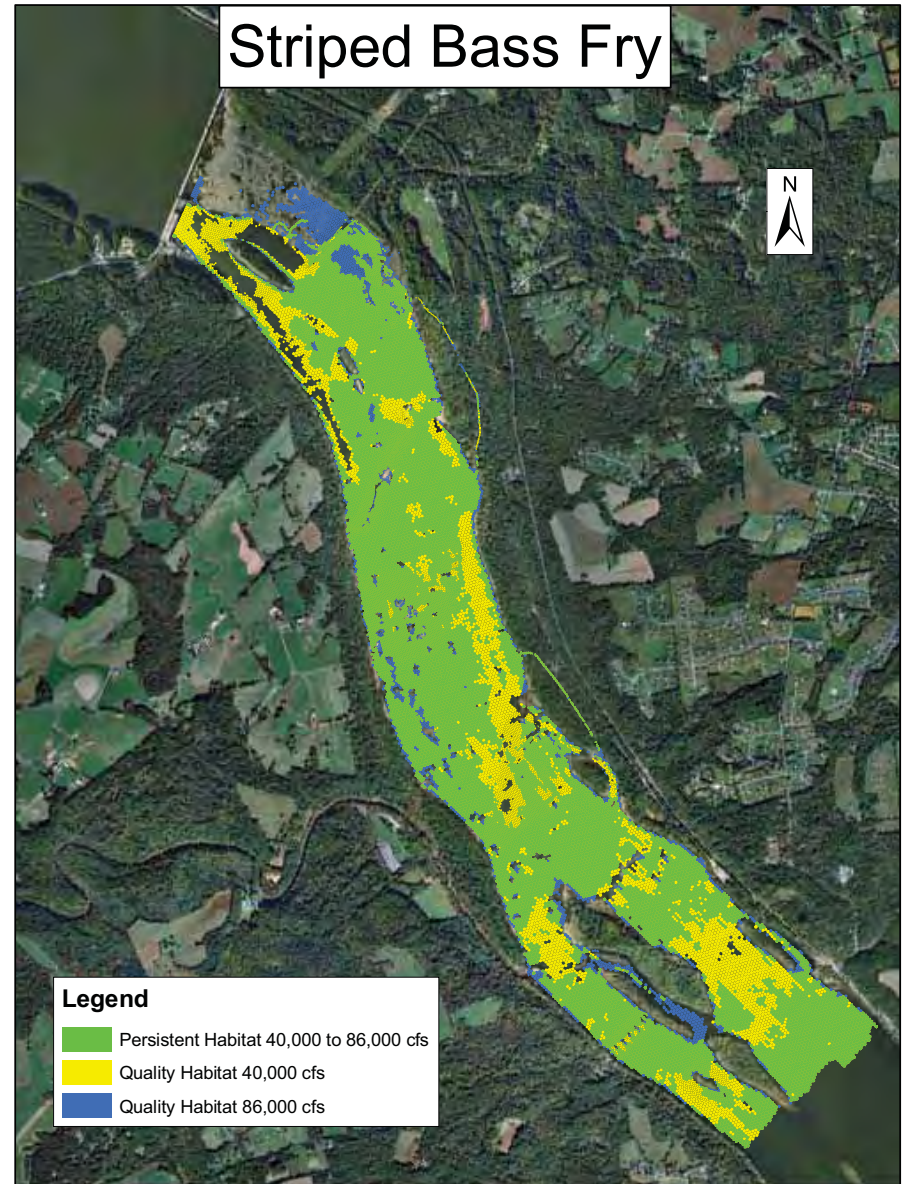 Striped Bass Fry
N
Legend
Persistent Habitat 40,000 to 86,000 cfs
Quality Habitat 40,000 cfs
Quality Habitat 86,000 cfs